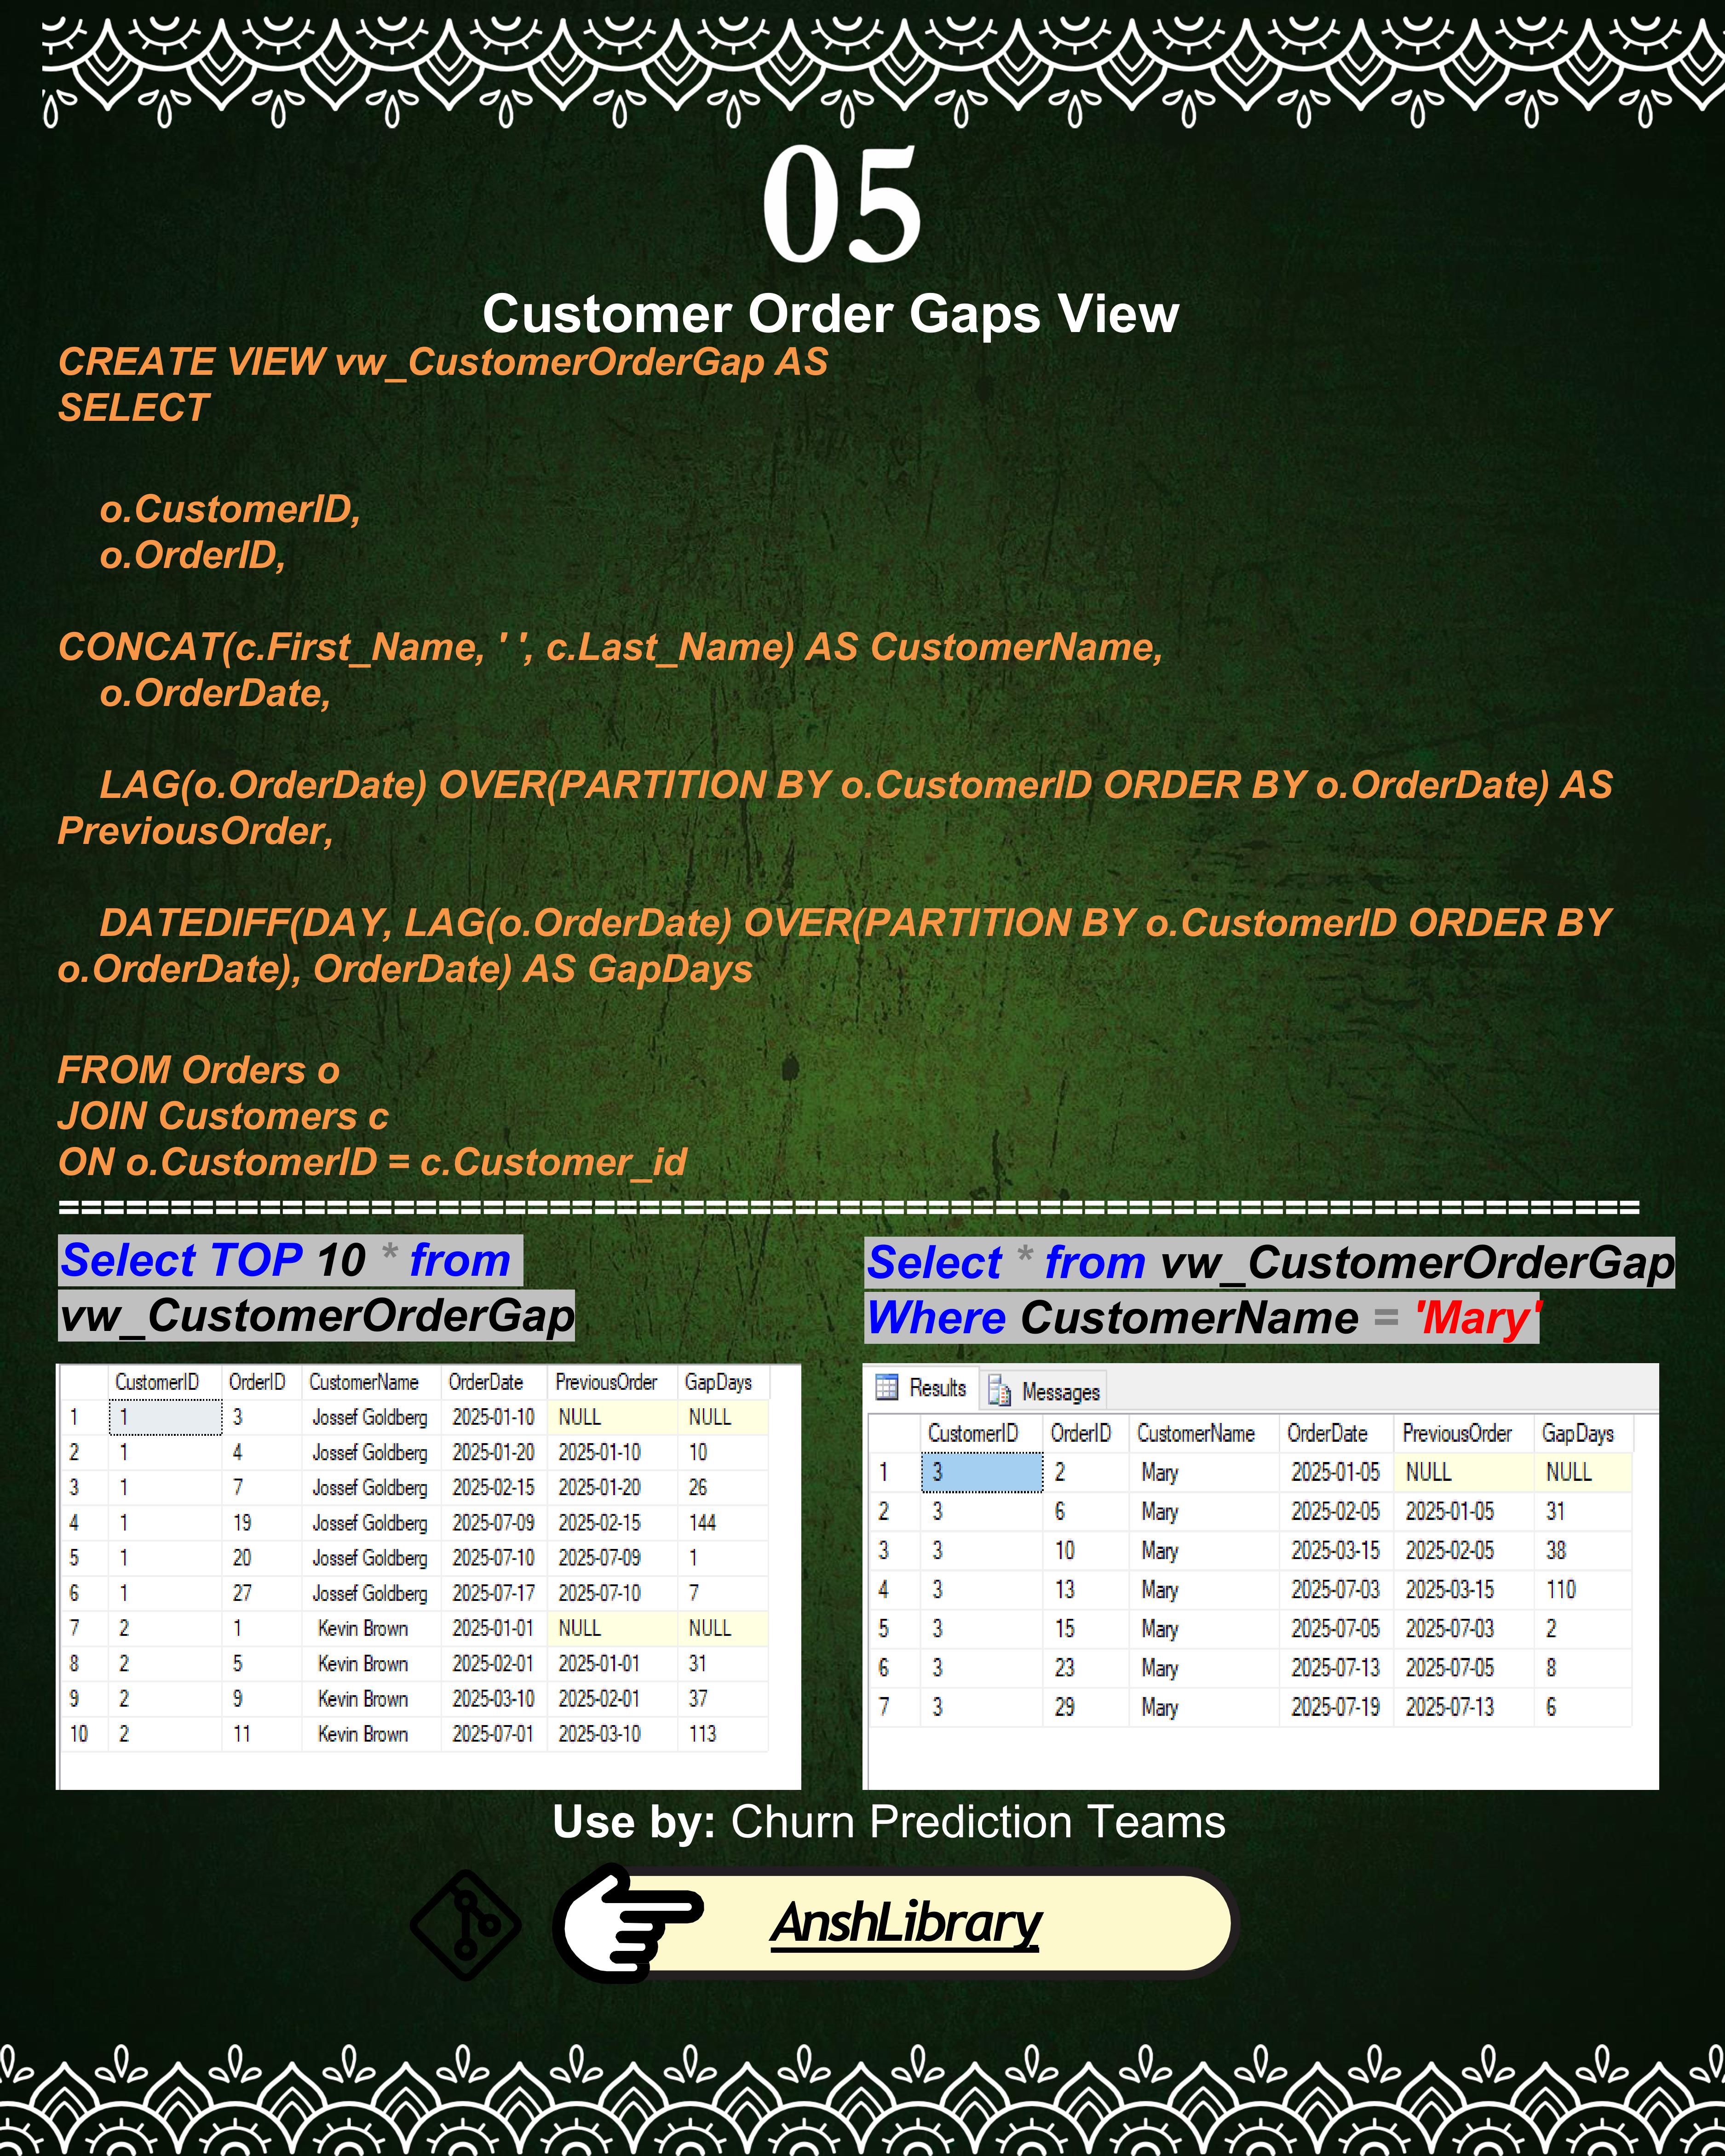 05
Customer Order Gaps View
CREATE VIEW vw_CustomerOrderGap AS
SELECT
o.CustomerID,
o.OrderID,
CONCAT(c.First_Name, ' ', c.Last_Name) AS CustomerName,
o.OrderDate,
LAG(o.OrderDate) OVER(PARTITION BY o.CustomerID ORDER BY o.OrderDate) AS
PreviousOrder,
DATEDIFF(DAY, LAG(o.OrderDate) OVER(PARTITION BY o.CustomerID ORDER BY
o.OrderDate), OrderDate) AS GapDays
FROM Orders o
JOIN Customers c
ON o.CustomerID = c.Customer_id
======================================================================
Select TOP 10 * from
vw_CustomerOrderGap
CustomerID OrderID CustomerName OrderDate PreviousOrder GapDays
1 1 3 Jossef Goldberg 2025-01-10 NULL NULL
2 1 4 Jossef Goldberg 2025-01-20 2025-01-10 10
3 1 7 Jossef Goldberg 2025-02-15 2025-01-20 26
4 1 19 Jossef Goldberg 2025-07-09 2025-02-15 144
5 1 20 Jossef Goldberg 2025-07-10 2025-07-09 1
6 1 27 Jossef Goldberg 2025-07-17 2025-07-10 7
7 2 1 Kevin Brown 2025-01-01 NULL NULL
8 2 5 Kevin Brown 2025-02-01 2025-01-01 31
9 2 9 Kevin Brown 2025-03-10 2025-02-01 37
10 2 11 Kevin Brown 2025-07-01 2025-03-10 113
Select * from vw_CustomerOrderGap
Where CustomerName = 'Mary'
Results Messages
CustomerID OrderID CustomerName OrderDate PreviousOrder GapDays
1 3 2 Mary 2025-01-05 NULL NULL
2 3 6 Mary 2025-02-05 2025-01-05 31
3 3 10 Mary 2025-03-15 2025-02-05 38
4 3 13 Mary 2025-07-03 2025-03-15 110
5 3 15 Mary 2025-07-05 2025-07-03 2
6 3 23 Mary 2025-07-13 2025-07-05 8
7 3 29 Mary 2025-07-19 2025-07-13 6
Use by: Churn Prediction Teams
AnshLibrary